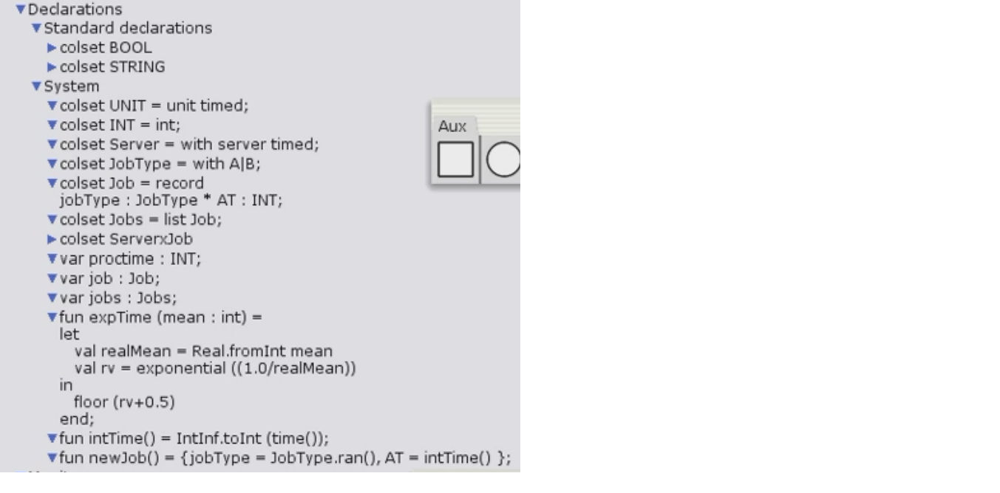 Declarations
Standard declarations
colset BOOL
colset STRING
System
colset UNIT = unit timed;
colset INT = int;
colset Server = with server timed;
colset JobType = with A|B;
colset Job = record
jobType : JobType * AT : INT;
colset Jobs = list Job;
colset ServerxJob
var proctime : INT;
var job : Job;
var jobs : Jobs;
fun expTime (mean : int) =
let
val realMean = Real.fromInt mean
val rv = exponential ((1.0/realMean))
in
floor (rv+0.5)
end;
fun intTime() = IntInf.toInt (time());
fun newJob() = {jobType = JobType.ran(), AT = intTime() };
Aux